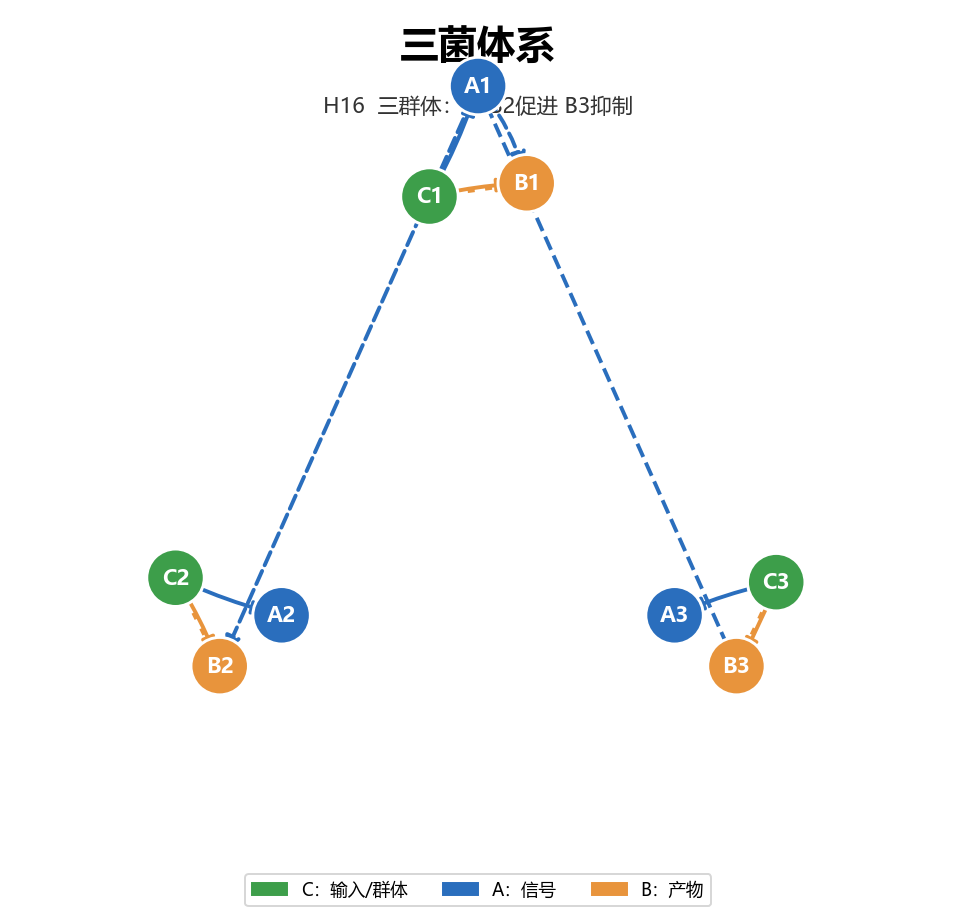 三菌体系
A1
H16 三群体： 2促进 B3抑制
C1
B1
C2
A2
B2
C3
A3
B3
C：输入/群体 A：信号 B：产物